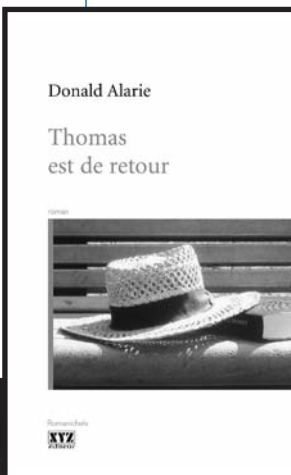 Donald Alarie
Thomas
est de retour
roman
Romanichels
XYZ
éditeur